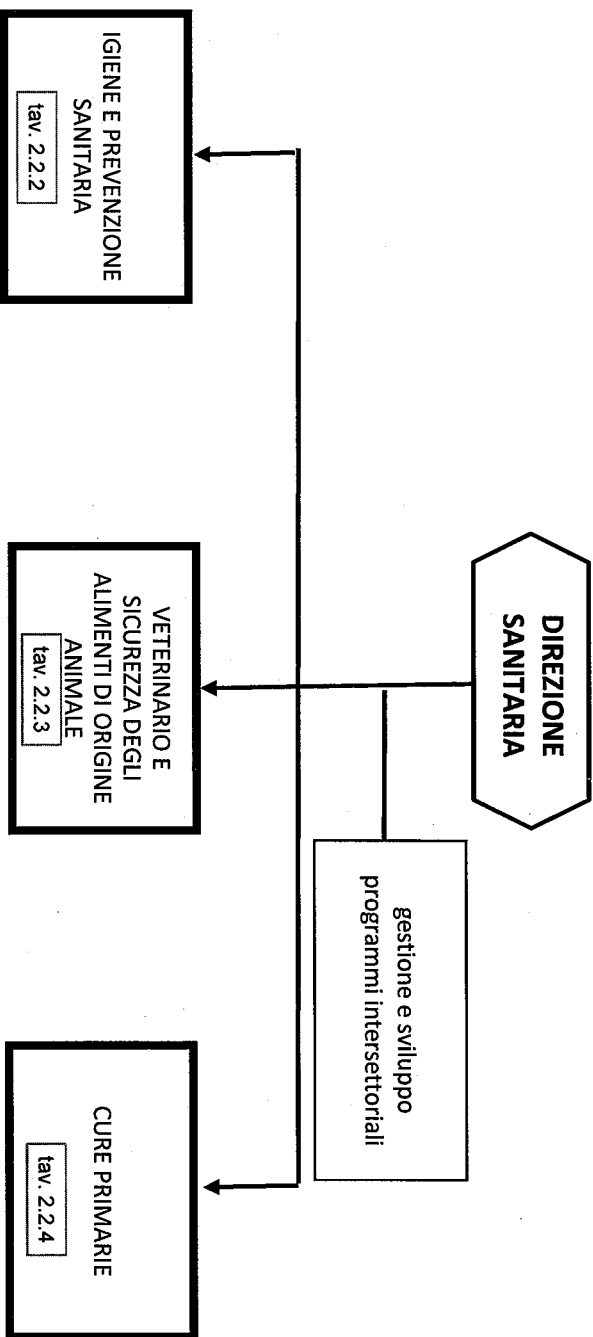 DIREZIONE
SANITARIA
gestione e sviluppo
programmi intersettoriali
IGIENE E PREVENZIONE
SANITARIA
tav. 2.2.2
VETERINARIO E
SICUREZZA DEGLI
ALIMENTI DI ORIGINE
ANIMALE
tav. 2.2.3
CURE PRIMARIE
tav. 2.2.4